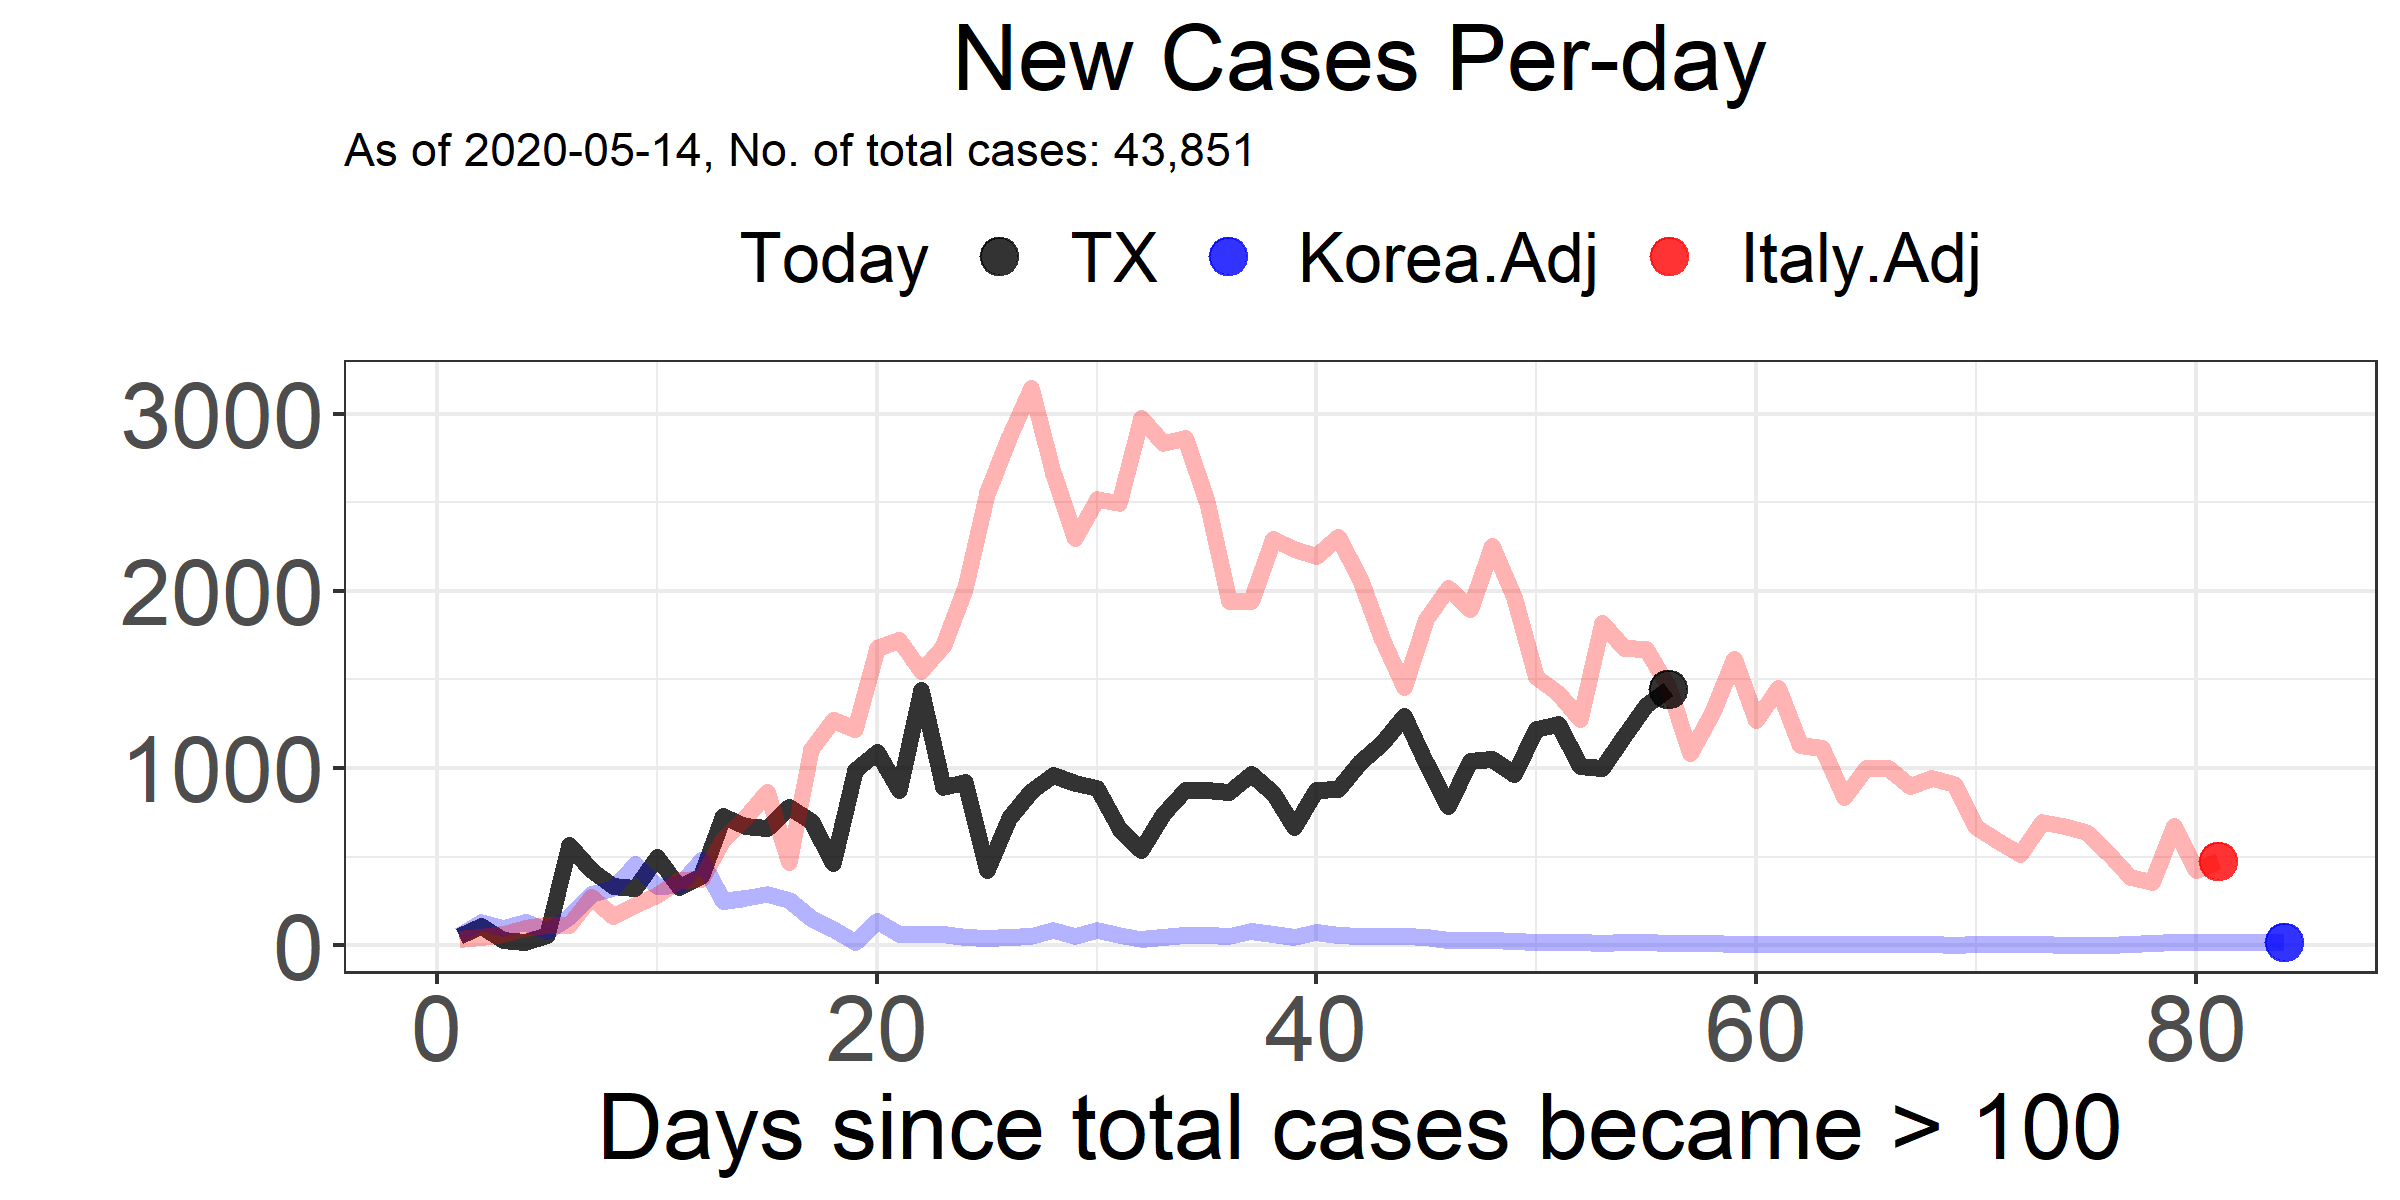 New Cases Per-day
As of 2020-05-14, No. of total cases: 43,851
Today TX Korea.Adj Italy.Adj
3000
2000
1000
0
0 20 40 60 80
Days since total cases became > 100